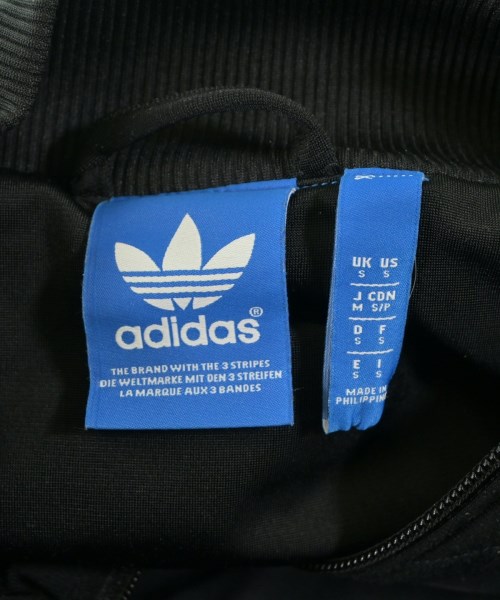 adidas®
THE BRAND WITH THE 3 STRIPES
DIE WELTMARKE MIT DEN 3 STREIFEN
LA MARQUE AUX 3 BANDES
UK US
S S
J CDN
M S/P
D F
S S
E I
S S
MADE IN
PHILIPPINE